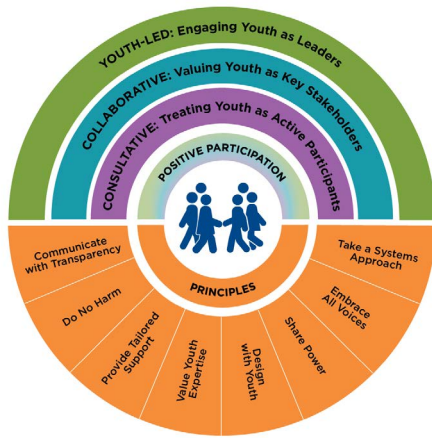 YOUTH-LED: Engaging Youth as Leaders
COLLABORATIVE: Valuing Youth as Key Stakeholders
CONSULTATIVE: Treating Youth as Active Participants
POSITIVE PARTICIPATION
PRINCIPLES
Communicate
with Transparency
Do No Harm
Provide Tailored
Support
Value Youth
Expertise
Design
with Youth
Share Power
Embrace
All Voices
Take a Systems
Approach